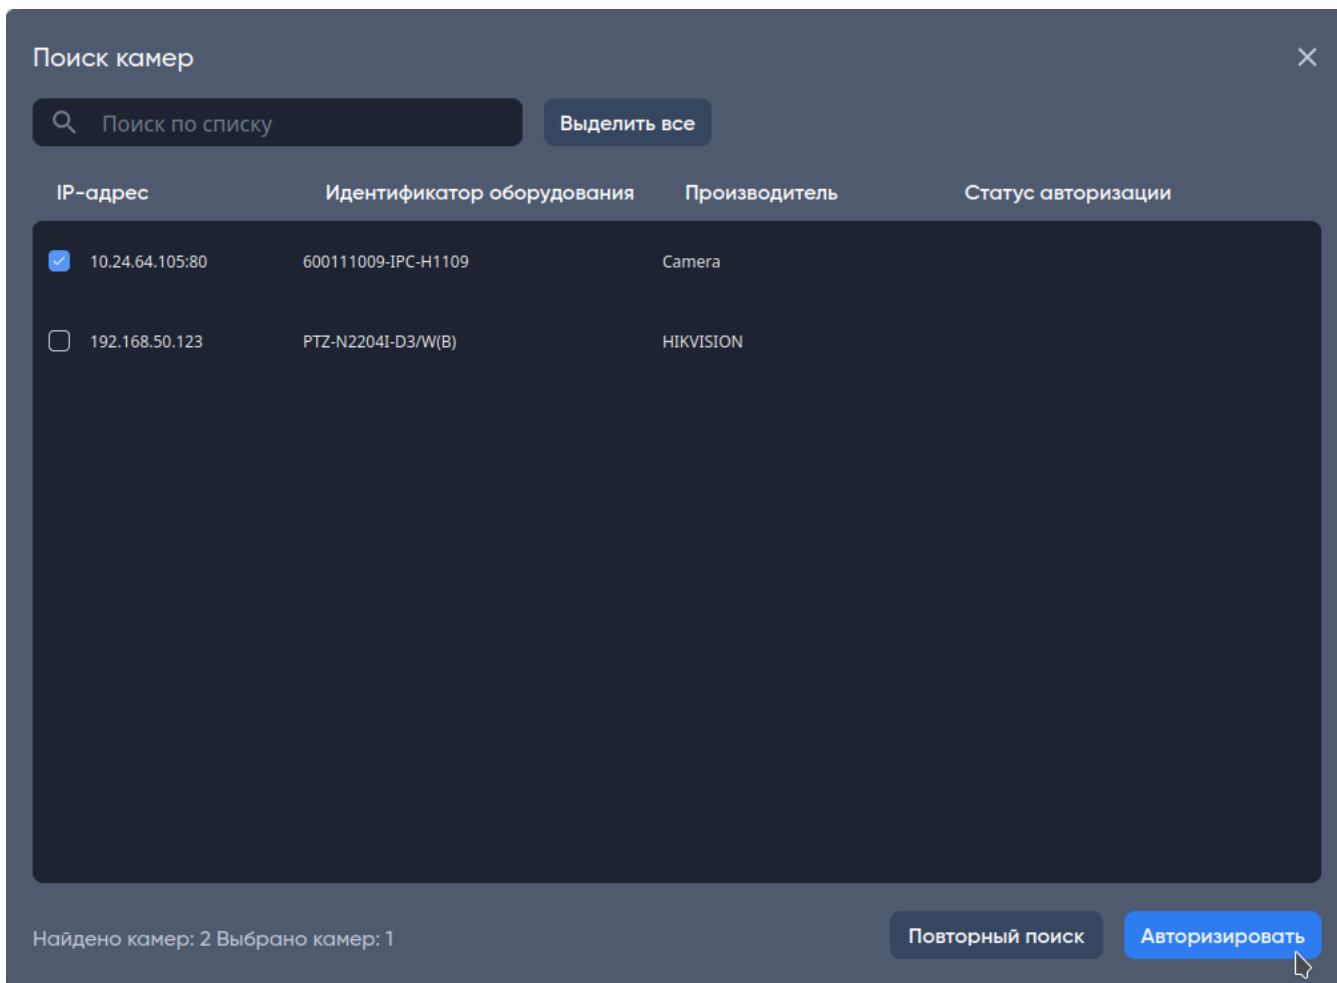 Поиск камер
Поиск по списку
Выделить все
IP-адрес Идентификатор оборудования Производитель Статус авторизации
10.24.64.105:80 600111009-IPC-H1109 Camera
192.168.50.123 PTZ-N2204I-D3/W(B) HIKVISION
Найдено камер: 2 Выбрано камер: 1
Повторный поиск
Авторизировать